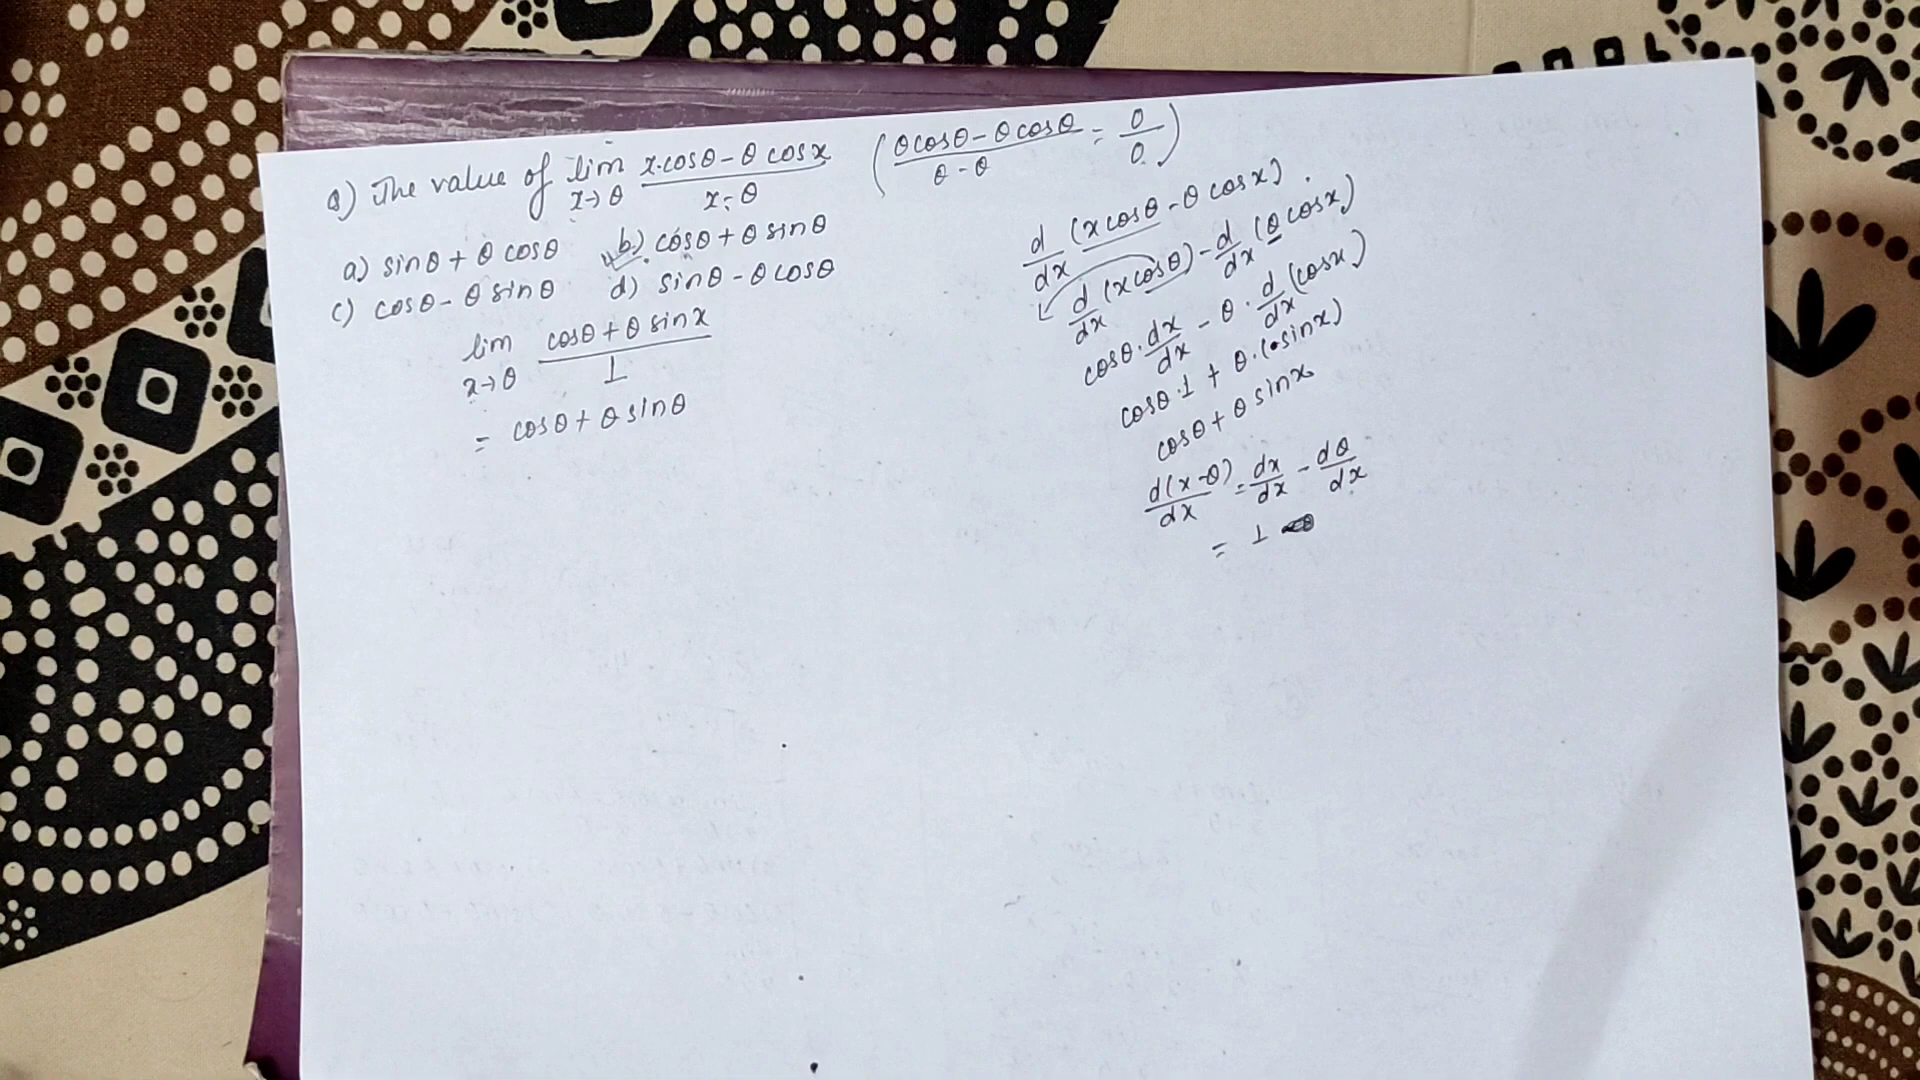 Q) The value of lim x→θ (x.cosθ - θ cosx)/(x-θ) (θcosθ - θcosθ/θ-θ = 0/0)
a) sinθ + θ cosθ b) cosθ + θ sinθ
c) cosθ - θ sinθ d) sinθ - θcosθ
lim x→θ (cosθ + θ sinx)/1
= cosθ + θ sinθ
d/dx (x cosθ - θ cosx).
d/dx (x cosθ) - d/dx (θ cosx)
cosθ.dx/dx - θ.d/dx (cosx)
cosθ.1 + θ.(sinx)
cosθ + θ sinx
d(x-θ)/dx = dx/dx - dθ/dx
= 1